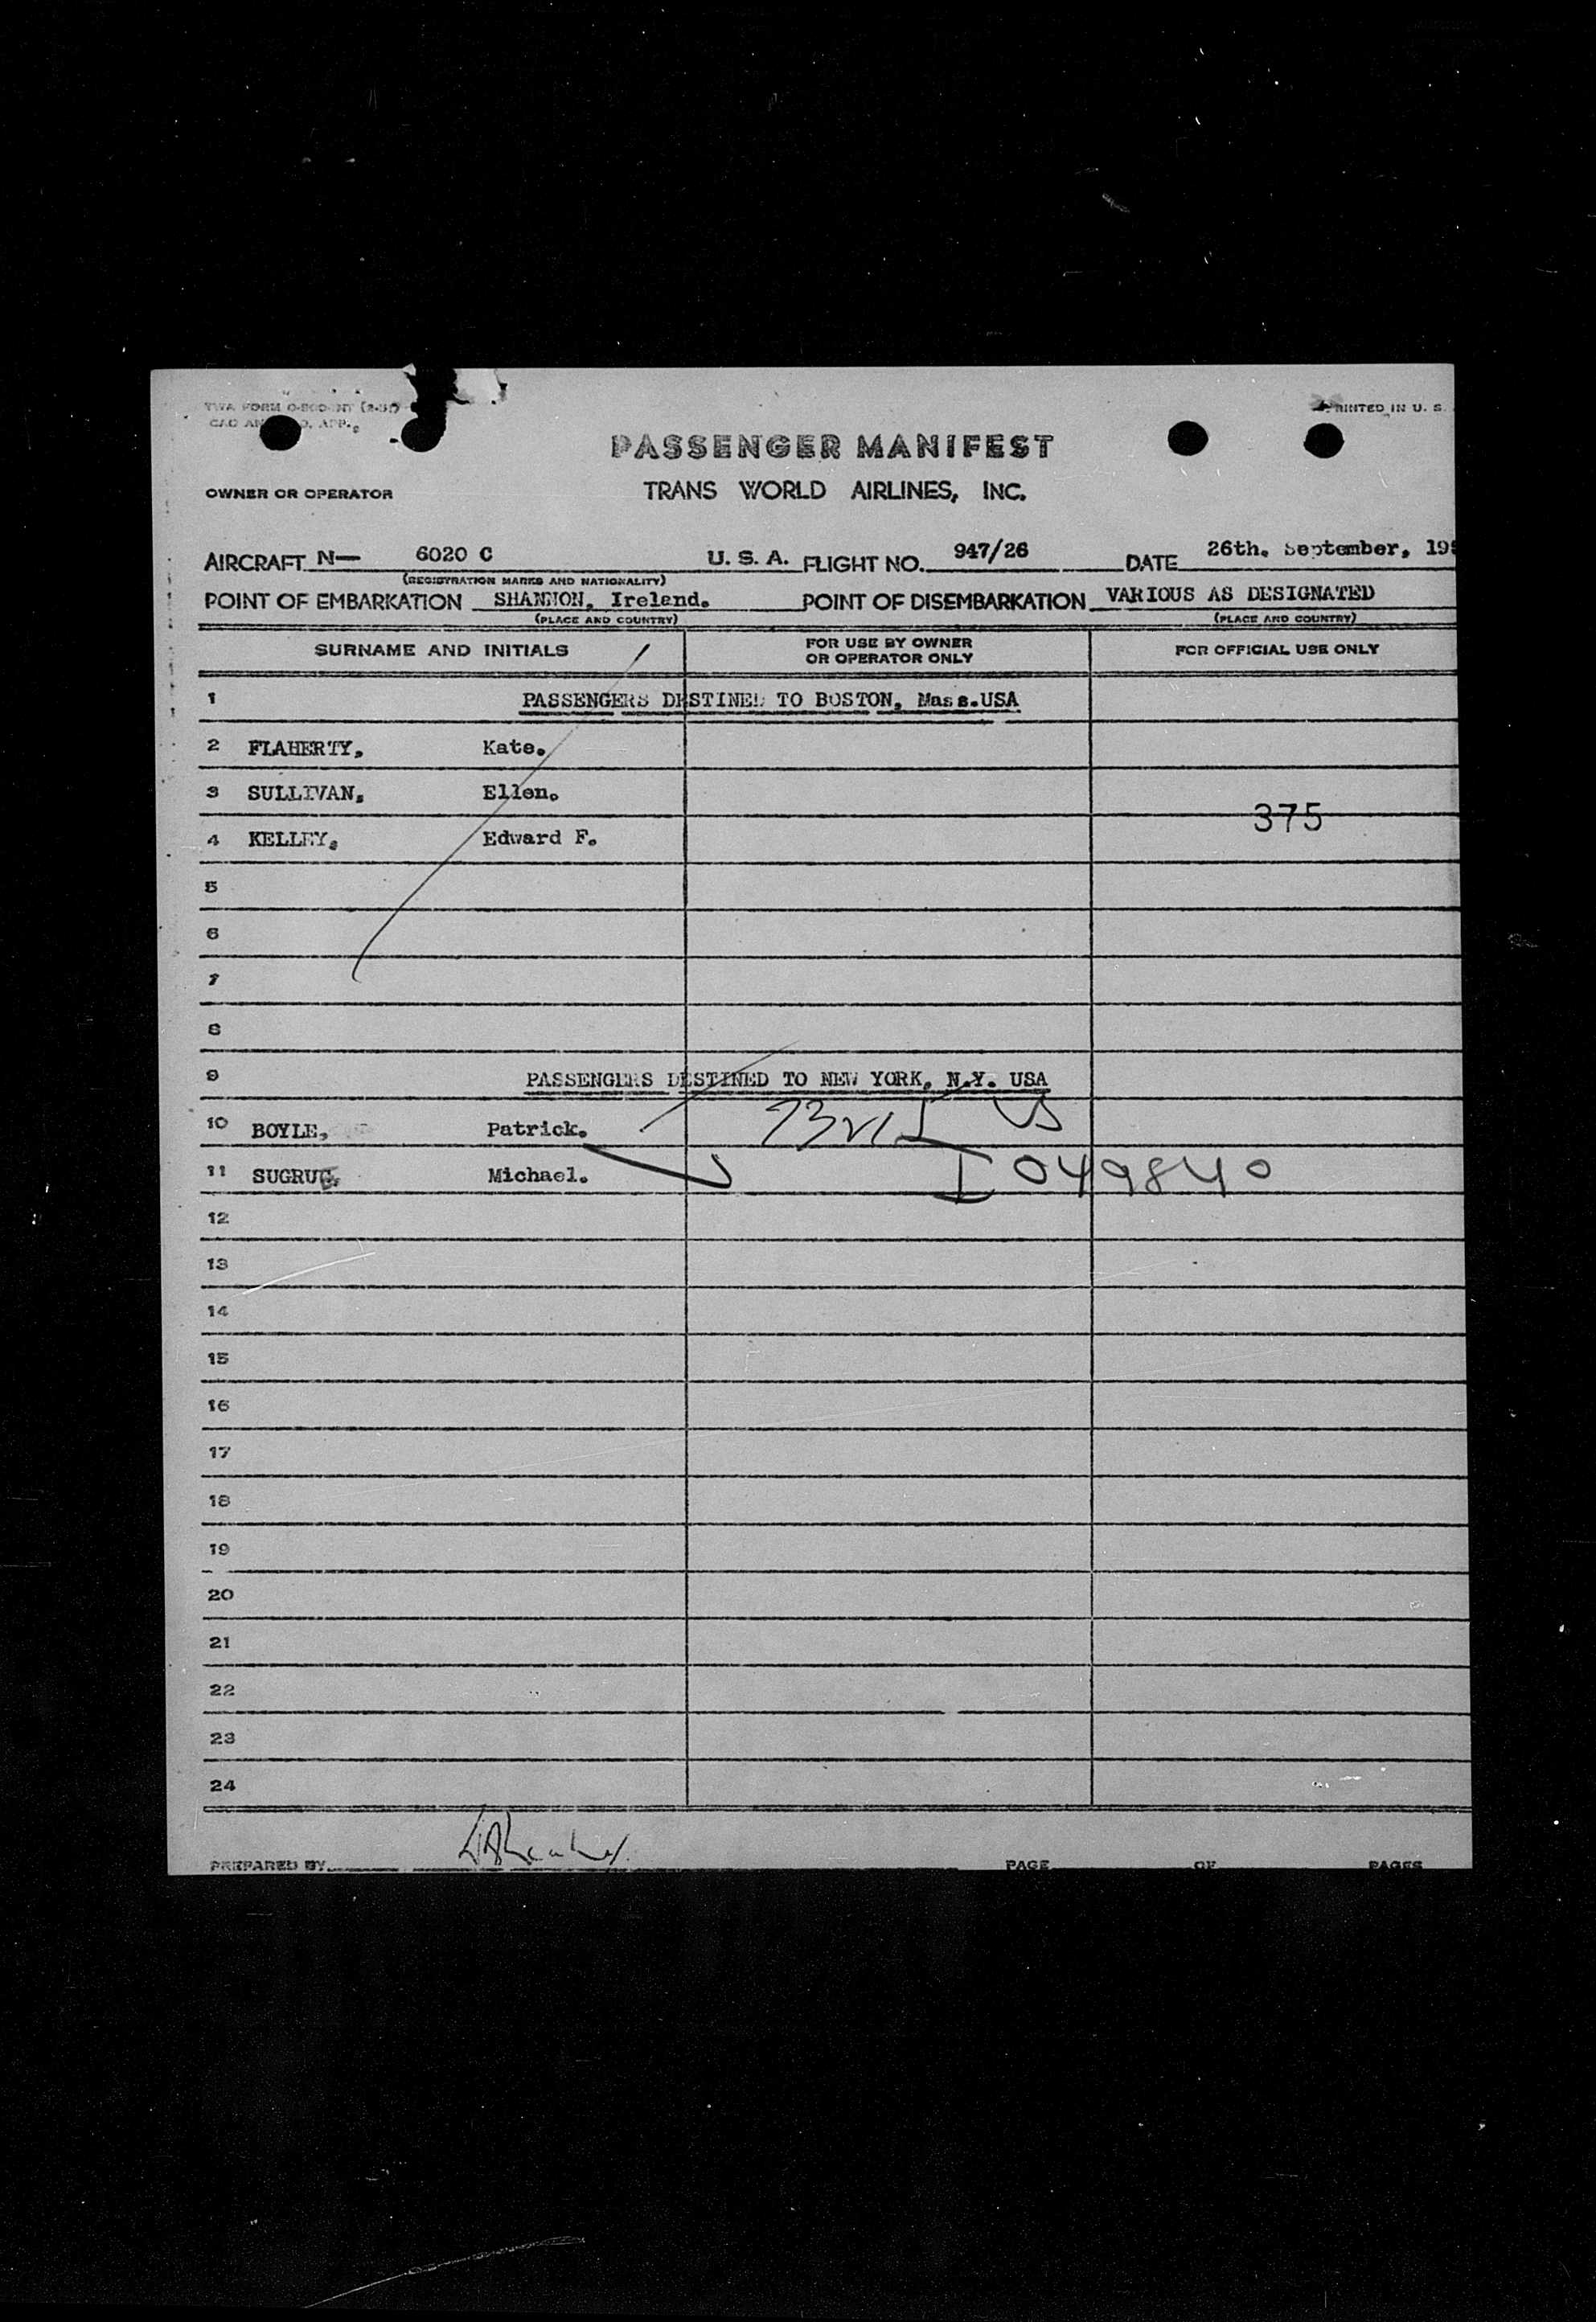 PRINTED IN U. S.
PASSENGER MANIFEST
OWNER OR OPERATOR TRANS WORLD AIRLINES, INC.
AIRCRAFT N— 6020 C U. S. A. FLIGHT NO. 947/26 DATE 26th. September, 195
(REGISTRATION MARKS AND NATIONALITY)
POINT OF EMBARKATION SHANNON, Ireland. POINT OF DISEMBARKATION VARIOUS AS DESIGNATED
(PLACE AND COUNTRY) (PLACE AND COUNTRY)
SURNAME AND INITIALS FOR USE BY OWNER OR OPERATOR ONLY FOR OFFICIAL USE ONLY
1 PASSENGERS DESTINED TO BOSTON, Mass.USA
2 FLAHERTY, Kate.
3 SULLIVAN, Ellen.
375
4 KELLEY, Edward F.
5
6
7
8
9 PASSENGERS DESTINED TO NEW YORK, N.Y. USA
10 BOYLE, Patrick.
11 SUGRUE. Michael. I 049840
12
13
14
15
16
17
18
19
20
21
22
23
24
PREPARED BY PAGE OF PAGES